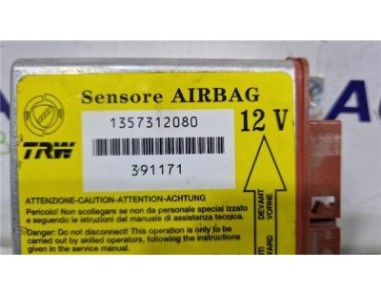 Sensore AIRBAG
1357312080
12 V
TRW
391171
ATTENZIONE-CAUTION-ATTENTION-ACHTUNG
Pericolo! Non scollegare se non da personale special izzato
e seguendo le istruzioni del manuale di assistenza tecnica.
Danger: Do not disconnect! This operation is only to be
carried out by skilled operators, following the instructions
given in the service manual.
DEVANT
VORNE